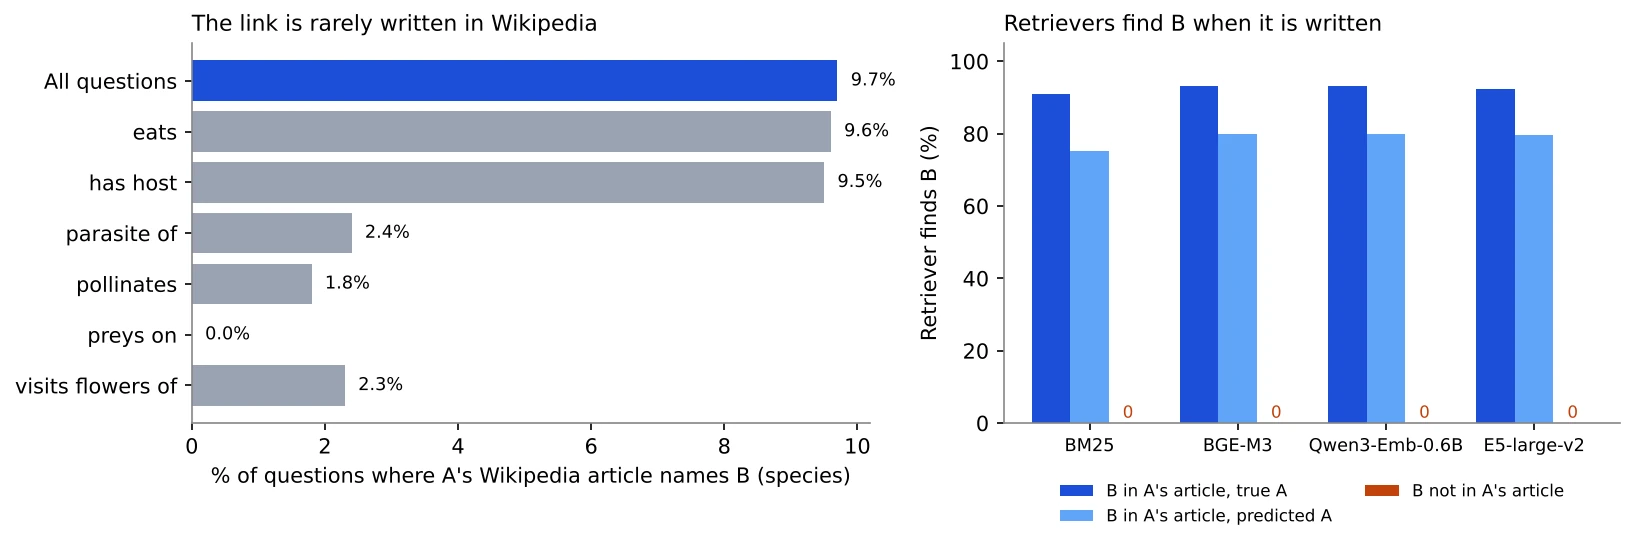 The link is rarely written in Wikipedia
All questions
9.7%
eats
9.6%
has host
9.5%
parasite of
2.4%
pollinates
1.8%
preys on
0.0%
visits flowers of
2.3%
0 2 4 6 8 10
% of questions where A's Wikipedia article names B (species)
Retrievers find B when it is written
Retriever finds B (%)
100
80
60
40
20
0
0 0 0 0
BM25 BGE-M3 Qwen3-Emb-0.6B E5-large-v2
B in A's article, true A
B in A's article, predicted A
B not in A's article